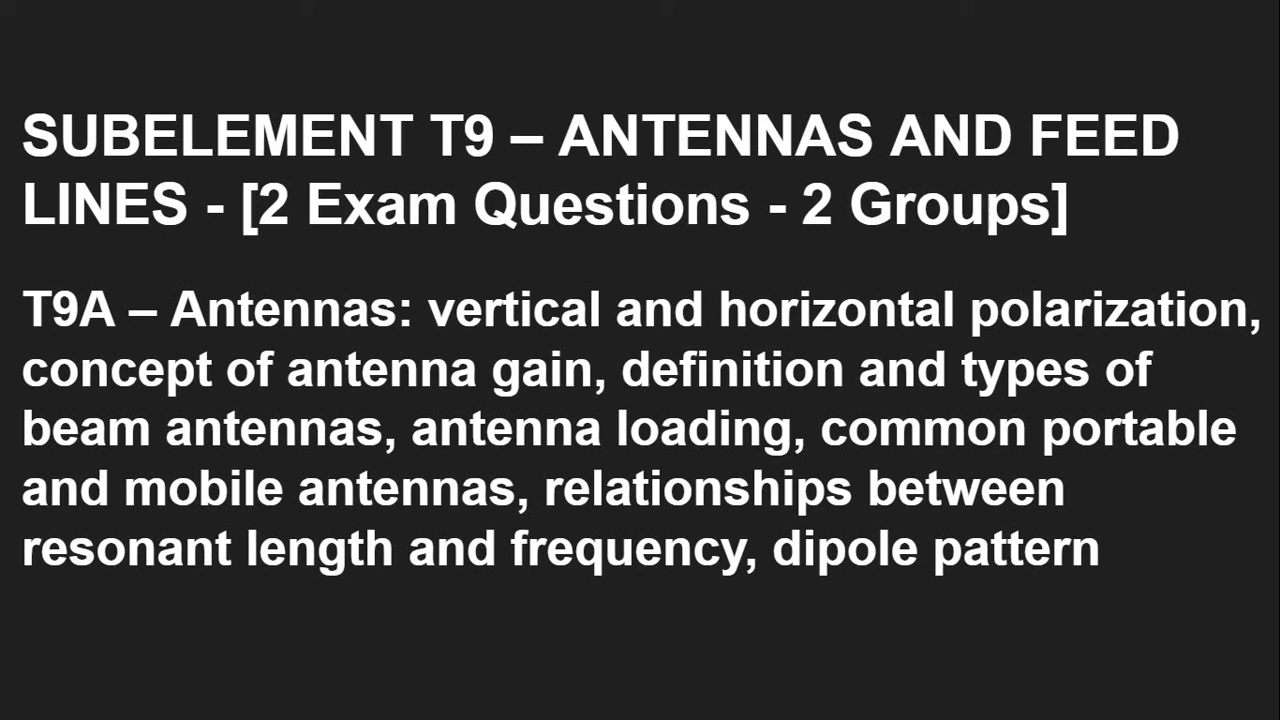 SUBELEMENT T9 – ANTENNAS AND FEED
LINES - [2 Exam Questions - 2 Groups]
T9A – Antennas: vertical and horizontal polarization,
concept of antenna gain, definition and types of
beam antennas, antenna loading, common portable
and mobile antennas, relationships between
resonant length and frequency, dipole pattern